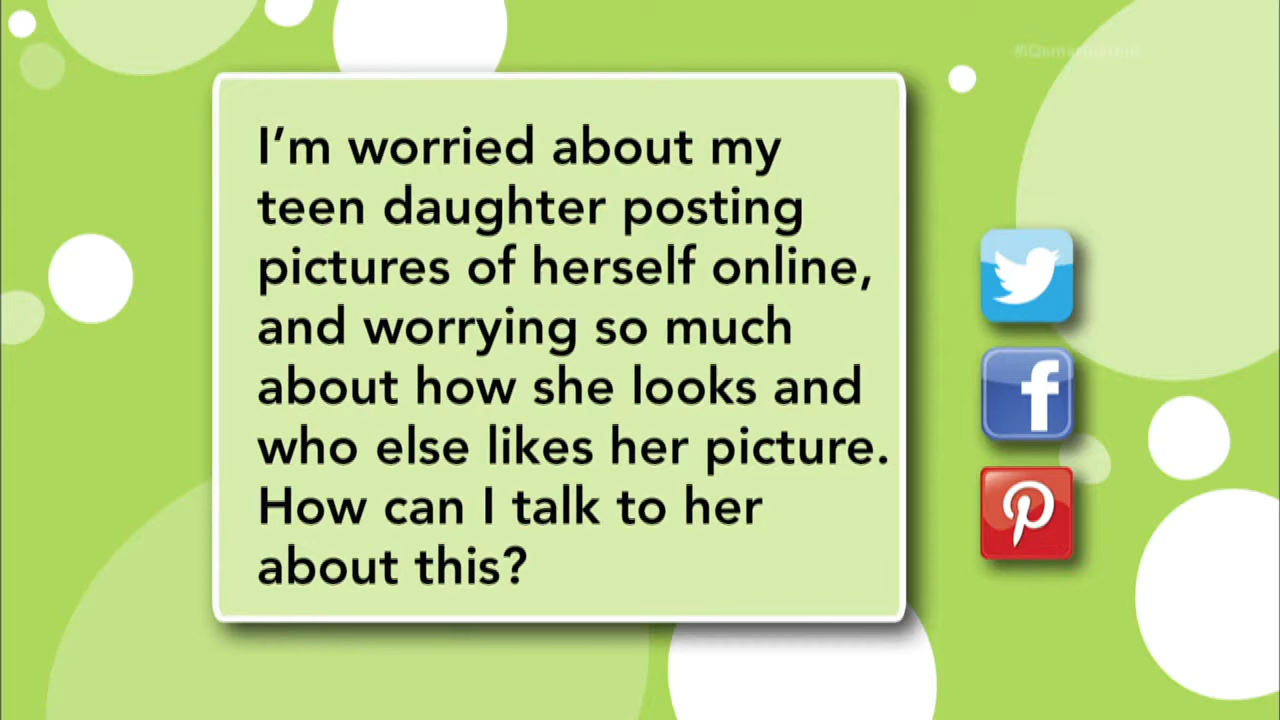 I'm worried about my
teen daughter posting
pictures of herself online,
and worrying so much
about how she looks and
who else likes her picture.
How can I talk to her
about this?